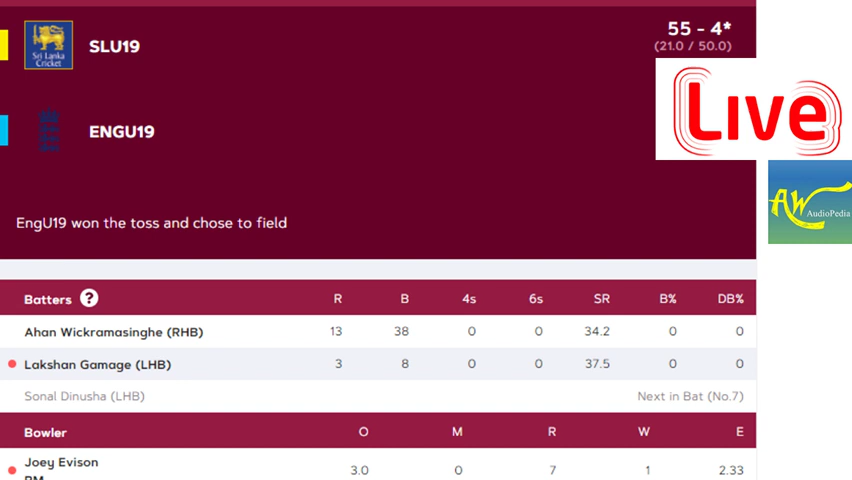 SLU19
55 - 4*
(21.0 / 50.0)
Sri Lanka
Cricket
Live
ENGU19
AW
AudioPedia
EngU19 won the toss and chose to field
Batters ? R B 4s 6s SR B% DB%
Ahan Wickramasinghe (RHB) 13 38 0 0 34.2 0 0
Lakshan Gamage (LHB) 3 8 0 0 37.5 0 0
Sonal Dinusha (LHB) Next in Bat (No.7)
Bowler O M R W E
Joey Evison 3.0 0 7 1 2.33